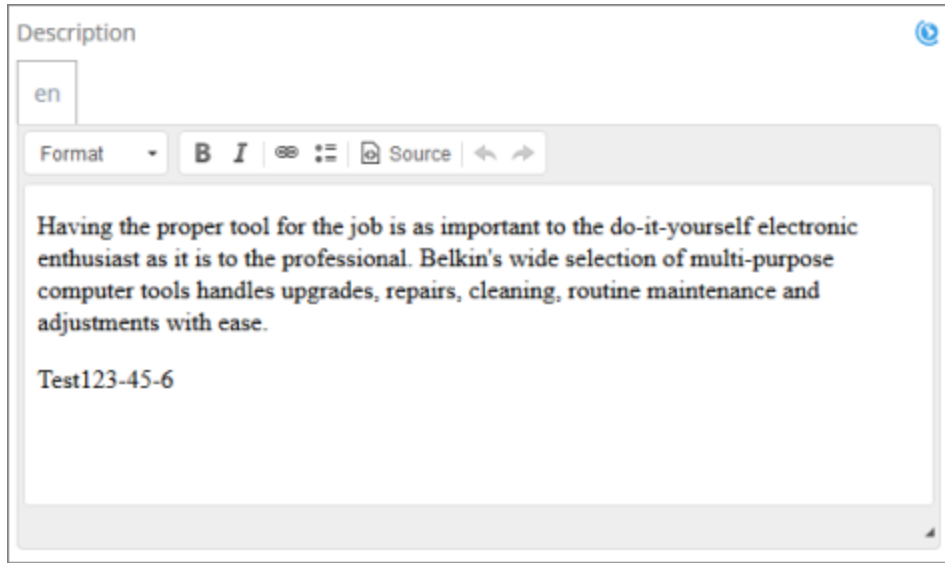 Description
en
Format B I Source
Having the proper tool for the job is as important to the do-it-yourself electronic
enthusiast as it is to the professional. Belkin's wide selection of multi-purpose
computer tools handles upgrades, repairs, cleaning, routine maintenance and
adjustments with ease.
Test123-45-6